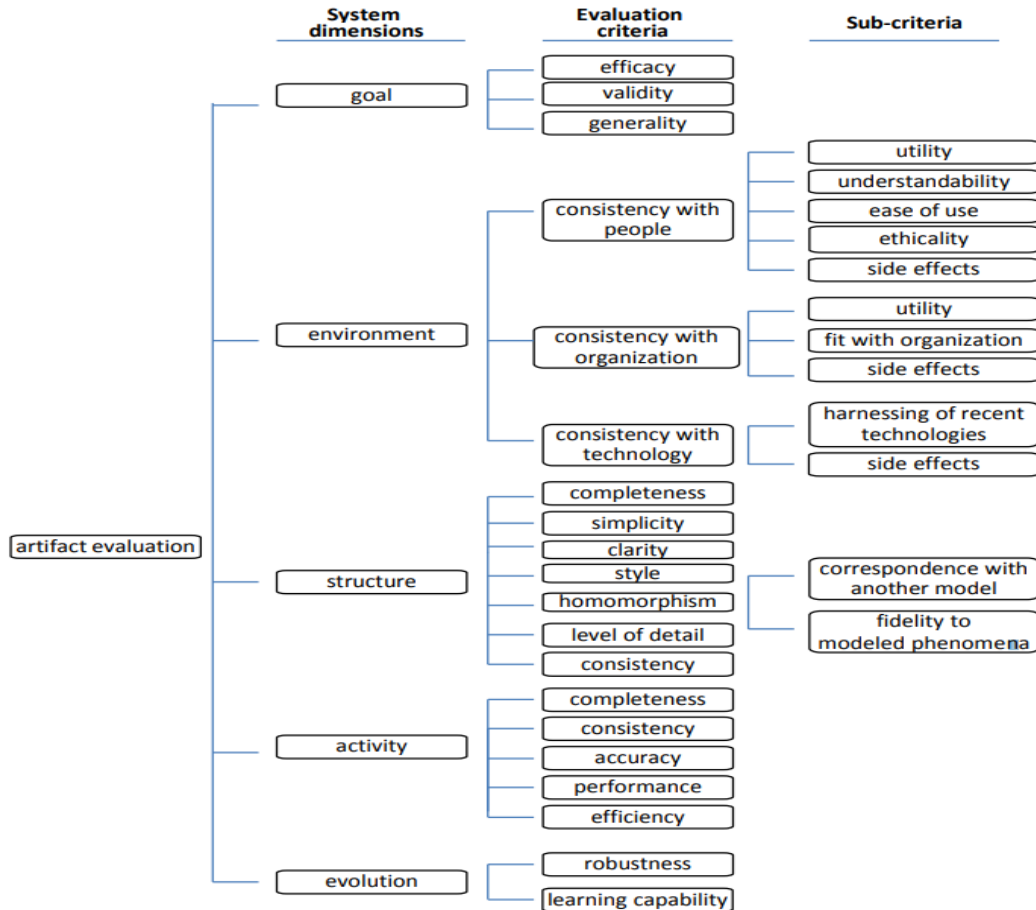 System
dimensions
Evaluation
criteria
Sub-criteria
artifact evaluation
goal
efficacy
validity
generality
environment
consistency with
people
utility
understandability
ease of use
ethicality
side effects
consistency with
organization
utility
fit with organization
side effects
consistency with
technology
harnessing of recent
technologies
side effects
structure
completeness
simplicity
clarity
style
homomorphism
correspondence with
another model
fidelity to
modeled phenomena
level of detail
consistency
activity
completeness
consistency
accuracy
performance
efficiency
evolution
robustness
learning capability